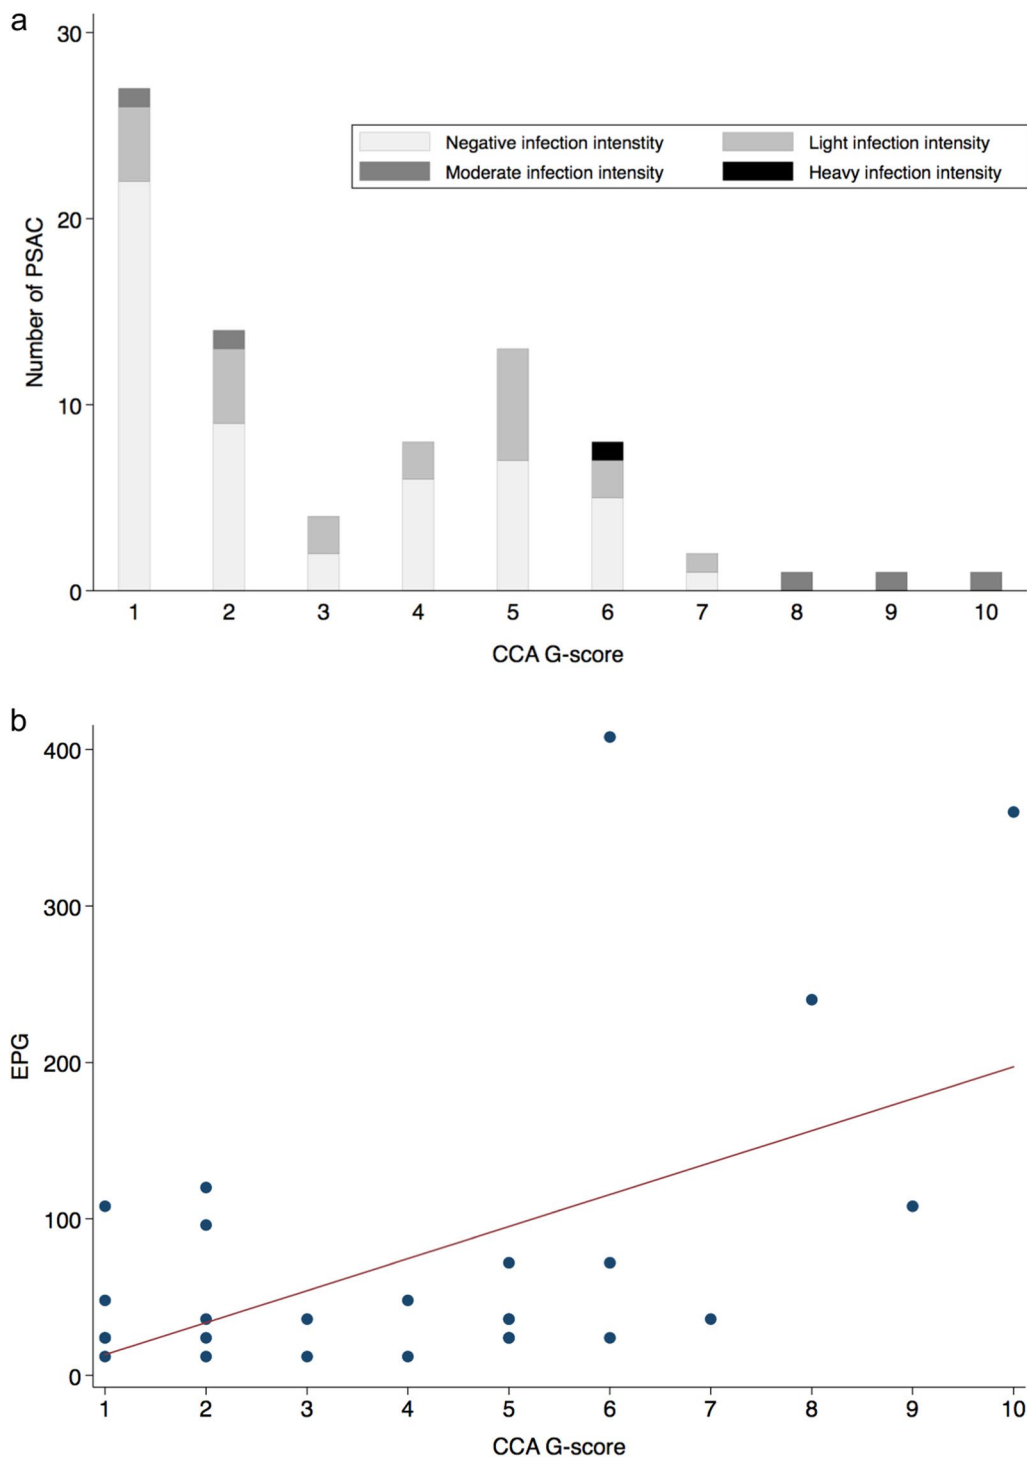 a
30
20
10
0
Number of PSAC
Negative infection intenstity
Light infection intensity
Moderate infection intensity
Heavy infection intensity
1 2 3 4 5 6 7 8 9 10
CCA G-score
b
400
300
200
100
0
EPG
1 2 3 4 5 6 7 8 9 10
CCA G-score